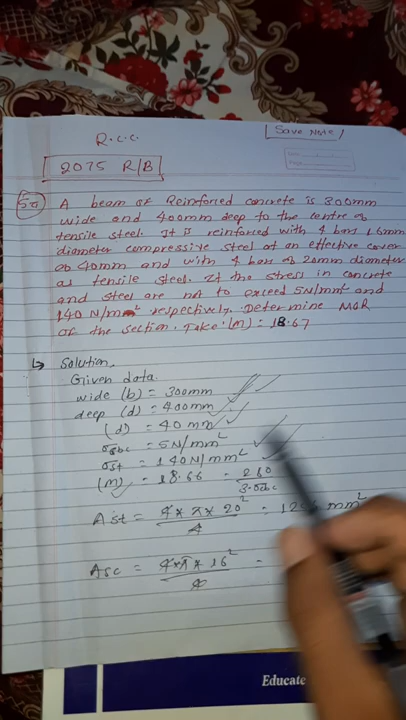 R.C.C.
Save Note
2075 R/B
A beam of Reinforced concrete is 300mm
wide and 400mm deep to the centre of
tensile steel. It is reinforced with 4 bars 16mm
diameter compressive steel at an effective cover
of 40mm and with 4 bars of 20mm diameter
as tensile steel. If the stress in concrete
and steel are not to exceed 5N/mm² and
140 N/mm² respectively. Determine MOR
of the section. Take (m) = 18.67
↳ Solution,
Given data.
wide (b) = 300mm
deep (d) = 400mm
(d) = 40 mm
σcbc = 5N/mm²
σst = 140N/mm²
(m) = 18.66 = 280 / 3σcbc
Ast = 4 * π * 20² / 4 = mm²
Asc = 4*π * 16² / 4 =
Educate